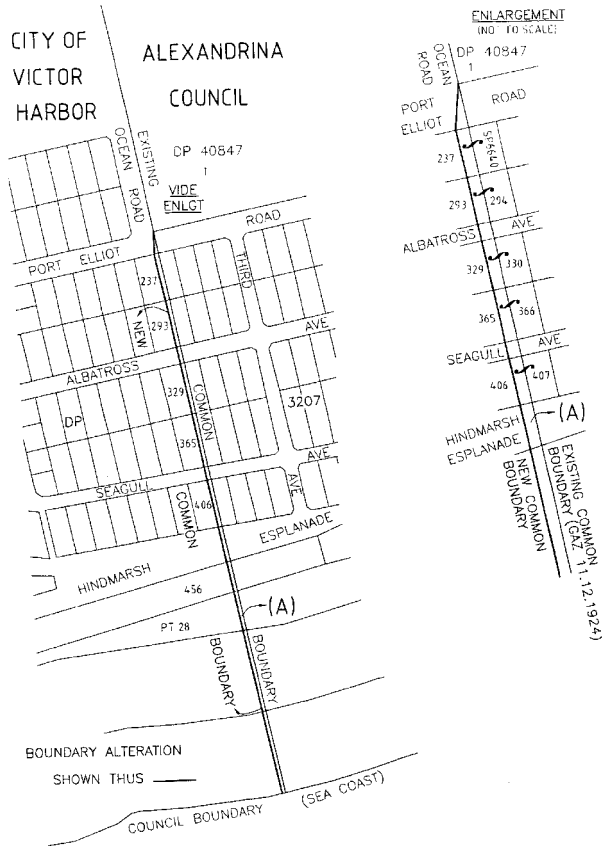 CITY OF
VICTOR
HARBOR
ALEXANDRINA
COUNCIL
DP 40847
1
VIDE
ENLGT
EXISTING
OCEAN ROAD
ROAD
PORT ELLIOT
THIRD
237
NEW
293
AVE
ALBATROSS
329
COMMON
3207
DP
365
AVE
SEAGULL
AVE
COMMON
406
ESPLANADE
HINDMARSH
456
(A)
PT 28
BOUNDARY
BOUNDARY
BOUNDARY ALTERATION
SHOWN THUS
COUNCIL BOUNDARY (SEA COAST)
ENLARGEMENT
(NOT TO SCALE)
OCEAN
ROAD
DP 40847
1
PORT
ELLIOT
ROAD
237
SP6640
293
294
ALBATROSS
AVE
329
330
365
366
SEAGULL
AVE
406
407
HINDMARSH
ESPLANADE
(A)
NEW COMMON
BOUNDARY
EXISTING COMMON
BOUNDARY (GAZ 11.12.1924)